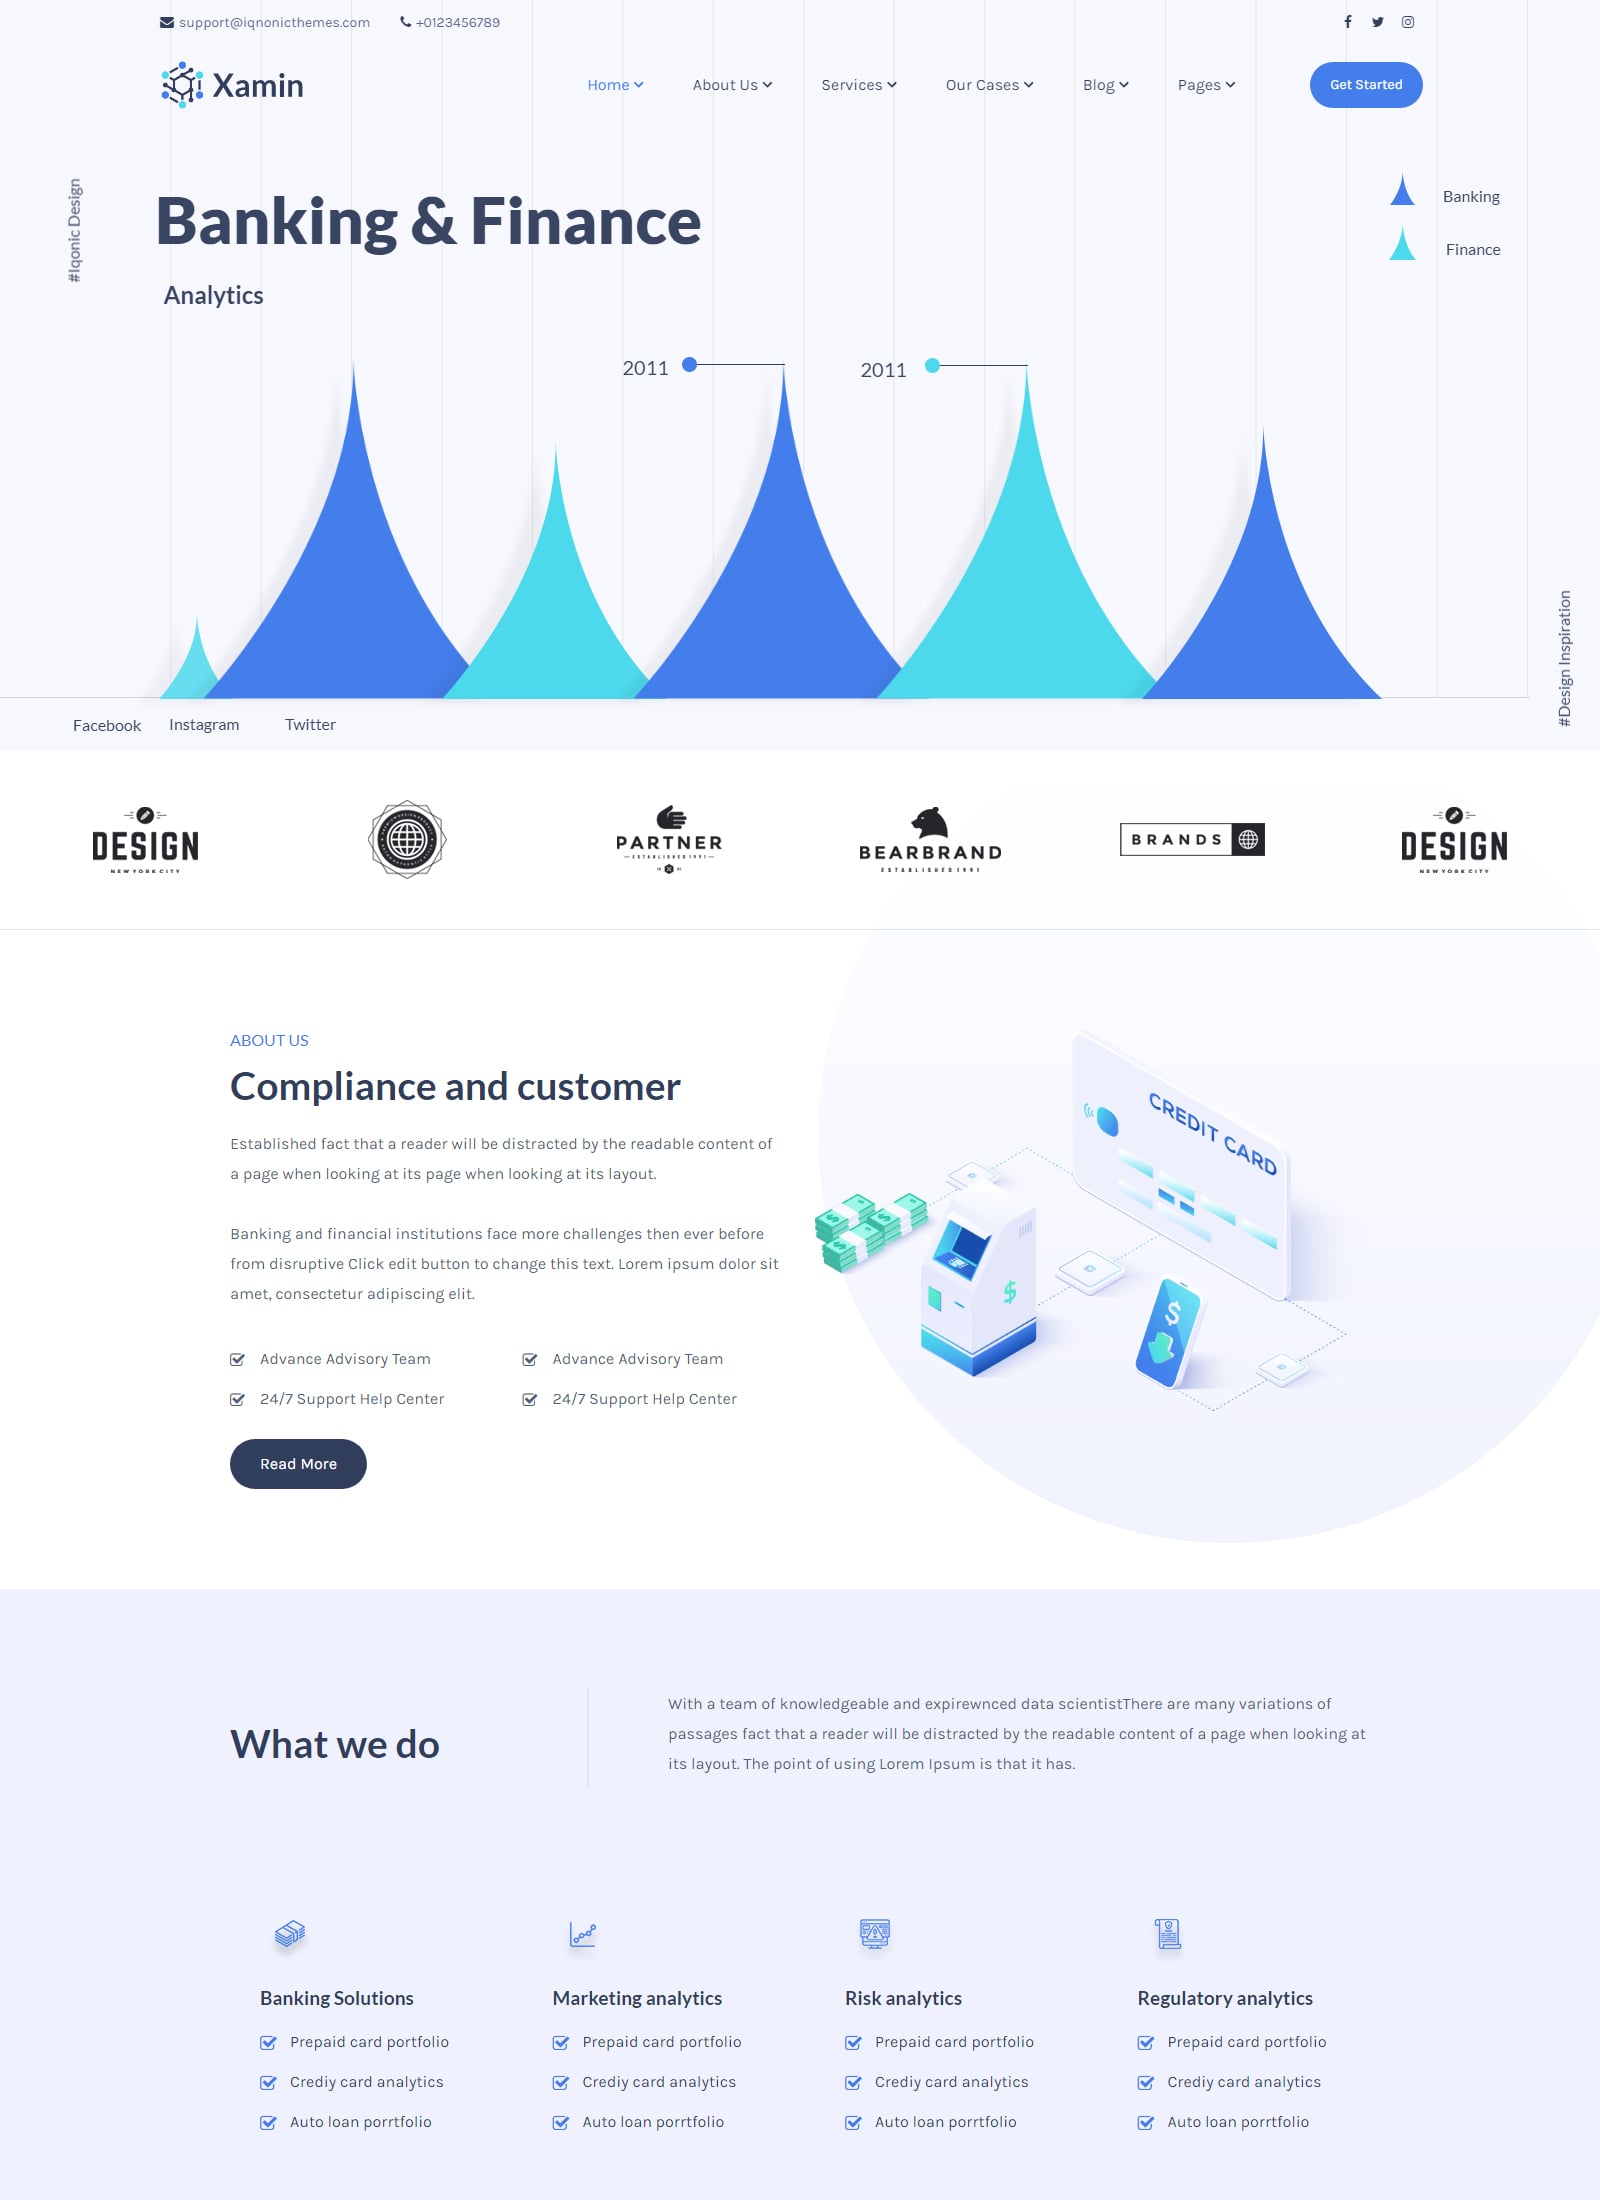 support@iqnonicthemes.com
+0123456789
Xamin
Home
About Us
Services
Our Cases
Blog
Pages
Get Started
#Iqonic Design
Banking & Finance
Analytics
Banking
Finance
2011
2011
#Design Inspiration
Facebook
Instagram
Twitter
DESIGN
NEW YORK CITY
PARTNER
ESTABLISHED 1991
BEARBRAND
ESTABLISHED 1991
BRANDS
DESIGN
NEW YORK CITY
ABOUT US
Compliance and customer
Established fact that a reader will be distracted by the readable content of
a page when looking at its page when looking at its layout.
Banking and financial institutions face more challenges then ever before
from disruptive Click edit button to change this text. Lorem ipsum dolor sit
amet, consectetur adipiscing elit.
Advance Advisory Team
Advance Advisory Team
24/7 Support Help Center
24/7 Support Help Center
Read More
CREDIT CARD
$
$
What we do
With a team of knowledgeable and expirewnced data scientistThere are many variations of
passages fact that a reader will be distracted by the readable content of a page when looking at
its layout. The point of using Lorem Ipsum is that it has.
Banking Solutions
Prepaid card portfolio
Crediy card analytics
Auto loan porrtfolio
Marketing analytics
Prepaid card portfolio
Crediy card analytics
Auto loan porrtfolio
Risk analytics
Prepaid card portfolio
Crediy card analytics
Auto loan porrtfolio
Regulatory analytics
Prepaid card portfolio
Crediy card analytics
Auto loan porrtfolio